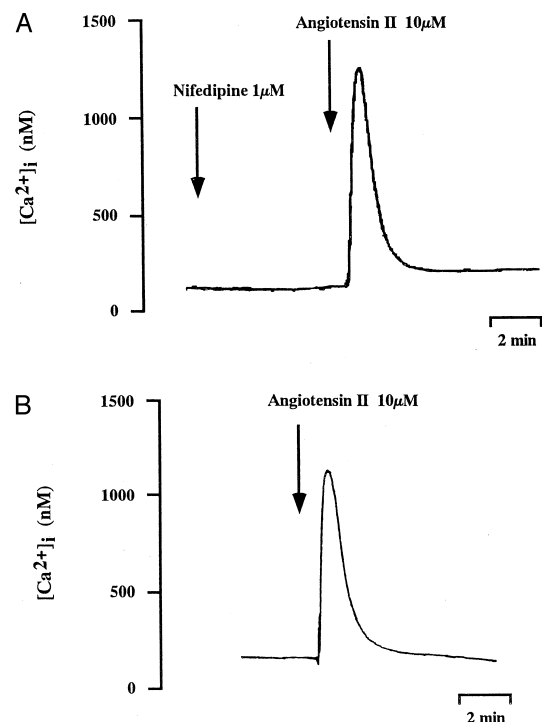 A
1500
Angiotensin II 10μM
Nifedipine 1μM
1000
[Ca2+]i (nM)
500
0
2 min
B
1500
Angiotensin II 10μM
1000
[Ca2+]i (nM)
500
0
2 min